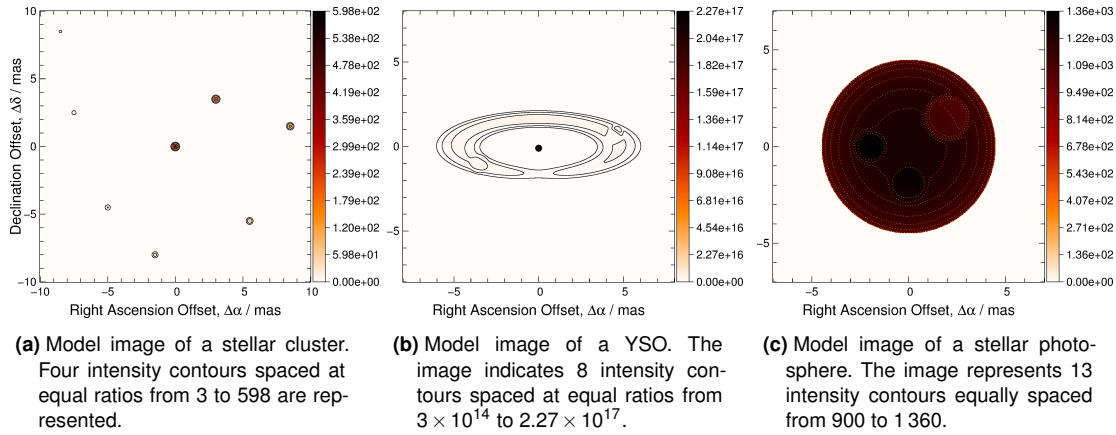 10
5
0
−5
−10
−10
−5
0
5
10
Declination Offset, Δδ / mas
Right Ascension Offset, Δα / mas
5.98e+02
5.38e+02
4.78e+02
4.19e+02
3.59e+02
2.99e+02
2.39e+02
1.79e+02
1.20e+02
5.98e+01
0.00e+00
5
0
−5
−5
0
5
Right Ascension Offset, Δα / mas
2.27e+17
2.04e+17
1.81e+17
1.59e+17
1.36e+17
1.13e+17
9.07e+16
6.80e+16
4.54e+16
2.27e+16
0.00e+00
5
0
−5
−5
0
5
Right Ascension Offset, Δα / mas
1.36e+03
1.22e+03
1.08e+03
9.49e+02
8.14e+02
6.78e+02
5.43e+02
4.07e+02
2.71e+02
1.36e+02
0.00e+00
(a) Model image of a stellar cluster.
Four intensity contours spaced at
equal ratios from 3 to 598 are rep-
resented.
(b) Model image of a YSO. The
image indicates 8 intensity con-
tours spaced at equal ratios from
3 × 10¹⁴ to 2.27 × 10¹⁷.
(c) Model image of a stellar photo-
sphere. The image represents 13
intensity contours equally spaced
from 900 to 1 360.